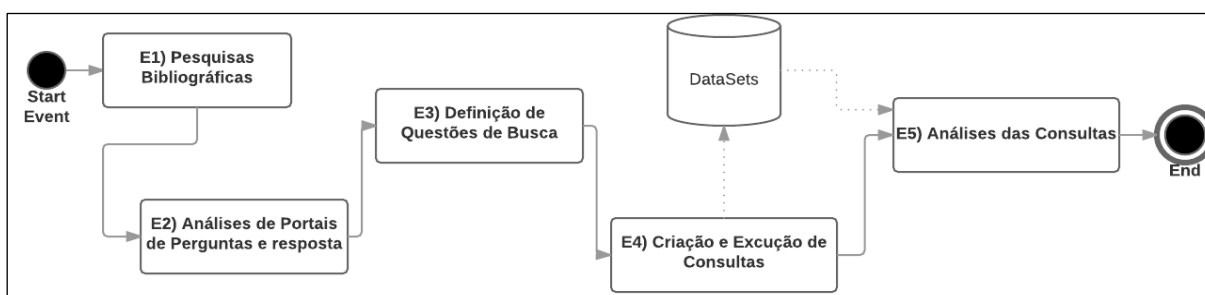 Start
Event
E1) Pesquisas
Bibliográficas
E2) Análises de Portais
de Perguntas e resposta
E3) Definição de
Questões de Busca
E4) Criação e Excução de
Consultas
DataSets
E5) Análises das Consultas
End